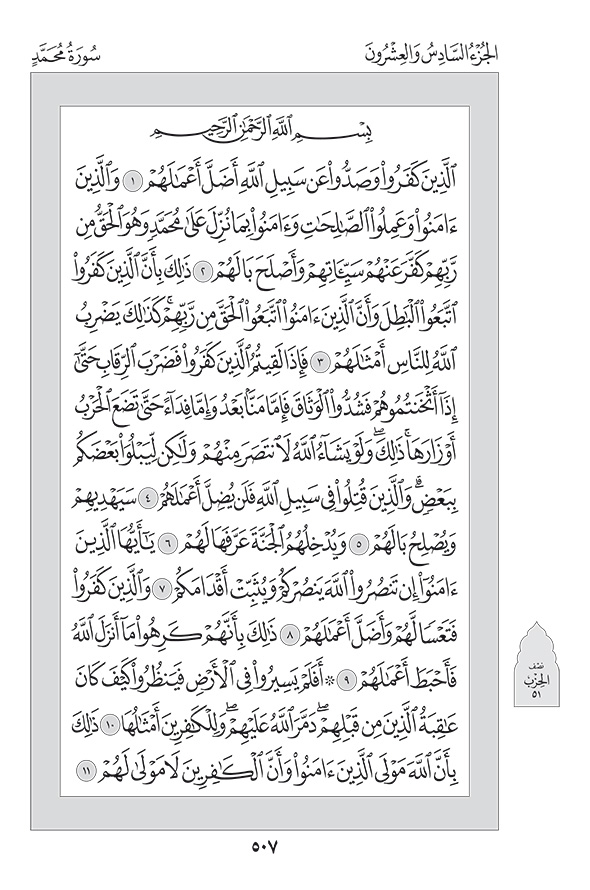 الجُزْءُ السَّادِسُ وَالعِشْرُونَ
سُورَةُ مُحَمَّدٍ
بِسْمِ ٱللَّهِ ٱلرَّحْمَٰنِ ٱلرَّحِيمِ
ٱلَّذِينَ كَفَرُوا۟ وَصَدُّوا۟ عَن سَبِيلِ ٱللَّهِ أَضَلَّ أَعْمَٰلَهُمْ ١ وَٱلَّذِينَ
ءَامَنُوا۟ وَعَمِلُوا۟ ٱلصَّٰلِحَٰتِ وَءَامَنُوا۟ بِمَا نُزِّلَ عَلَىٰ مُحَمَّدٍ وَهُوَ ٱلْحَقُّ مِن
رَّبِّهِمْ كَفَّرَ عَنْهُمْ سَيِّـَٔاتِهِمْ وَأَصْلَحَ بَالَهُمْ ٢ ذَٰلِكَ بِأَنَّ ٱلَّذِينَ كَفَرُوا۟
ٱتَّبَعُوا۟ ٱلْبَٰطِلَ وَأَنَّ ٱلَّذِينَ ءَامَنُوا۟ ٱتَّبَعُوا۟ ٱلْحَقَّ مِن رَّبِّهِمْ ۚ كَذَٰلِكَ يَضْرِبُ
ٱللَّهُ لِلنَّاسِ أَمْثَٰلَهُمْ ٣ فَإِذَا لَقِيتُمُ ٱلَّذِينَ كَفَرُوا۟ فَضَرْبَ ٱلرِّقَابِ حَتَّىٰٓ
إِذَآ أَثْخَنتُمُوهُمْ فَشُدُّوا۟ ٱلْوَثَاقَ فَإِمَّا مَنًّۢا بَعْدُ وَإِمَّا فِدَآءً حَتَّىٰ تَضَعَ ٱلْحَرْبُ
أَوْزَارَهَا ۚ ذَٰلِكَ ۖ وَلَوْ يَشَآءُ ٱللَّهُ لَٱنتَصَرَ مِنْهُمْ وَلَٰكِن لِّيَبْلُوَا۟ بَعْضَكُم
بِبَعْضٍ ۗ وَٱلَّذِينَ قُتِلُوا۟ فِى سَبِيلِ ٱللَّهِ فَلَن يُضِلَّ أَعْمَٰلَهُمْ ٤ سَيَهْدِيهِمْ
وَيُصْلِحُ بَالَهُمْ ٥ وَيُدْخِلُهُمُ ٱلْجَنَّةَ عَرَّفَهَا لَهُمْ ٦ يَٰٓأَيُّهَا ٱلَّذِينَ
ءَامَنُوٓا۟ إِن تَنصُرُوا۟ ٱللَّهَ يَنصُرْكُمْ وَيُثَبِّتْ أَقْدَامَكُمْ ٧ وَٱلَّذِينَ كَفَرُوا۟
فَتَعْسًا لَّهُمْ وَأَضَلَّ أَعْمَٰلَهُمْ ٨ ذَٰلِكَ بِأَنَّهُمْ كَرِهُوا۟ مَآ أَنزَلَ ٱللَّهُ
فَأَحْبَطَ أَعْمَٰلَهُمْ ٩ ۞ أَفَلَمْ يَسِيرُوا۟ فِى ٱلْأَرْضِ فَيَنظُرُوا۟ كَيْفَ كَانَ
عَٰقِبَةُ ٱلَّذِينَ مِن قَبْلِهِمْ ۖ دَمَّرَ ٱللَّهُ عَلَيْهِمْ ۖ وَلِلْكَٰفِرِينَ أَمْثَٰلُهَا ١٠ ذَٰلِكَ
بِأَنَّ ٱللَّهَ مَوْلَى ٱلَّذِينَ ءَامَنُوا۟ وَأَنَّ ٱلْكَٰفِرِينَ لَا مَوْلَىٰ لَهُمْ ١١
نصف
الحزب
٥١
٥٠٧